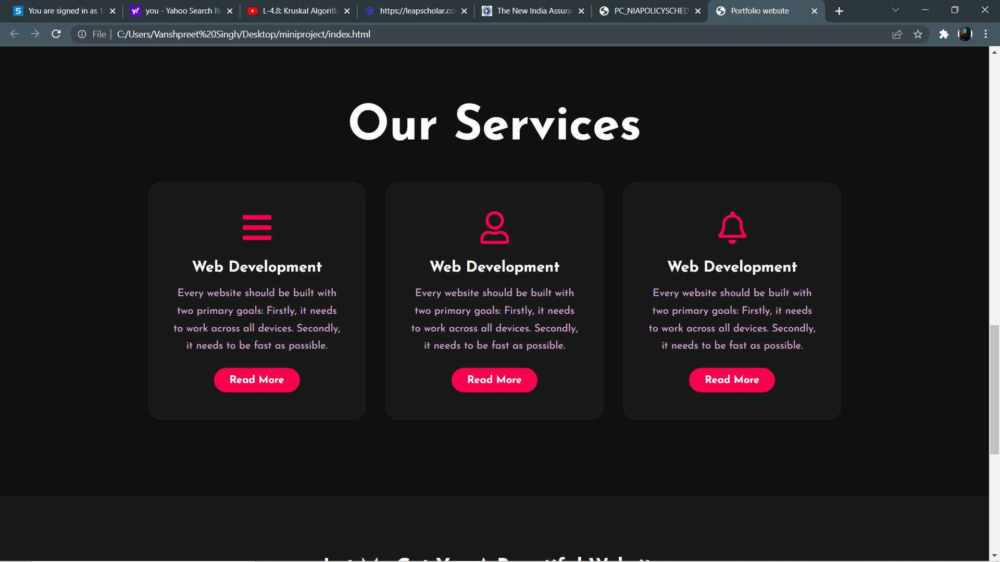 You are signed in as 1
you - Yahoo Search Re
L-4.8: Kruskal Algorith
https://leapscholar.co
The New India Assura
PC_NIAPOLICYSCHED
Portfolio website
File | C:/Users/Vanshpreet%20Singh/Desktop/miniproject/index.html
Our Services
Web Development
Every website should be built with
two primary goals: Firstly, it needs
to work across all devices. Secondly,
it needs to be fast as possible.
Read More
Web Development
Every website should be built with
two primary goals: Firstly, it needs
to work across all devices. Secondly,
it needs to be fast as possible.
Read More
Web Development
Every website should be built with
two primary goals: Firstly, it needs
to work across all devices. Secondly,
it needs to be fast as possible.
Read More